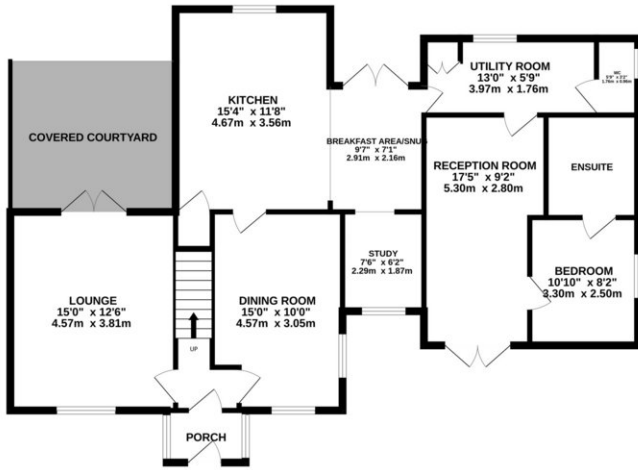 KITCHEN
15'4" x 11'8"
4.67m x 3.56m
UTILITY ROOM
13'0" x 5'9"
3.97m x 1.76m
WC
COVERED COURTYARD
BREAKFAST AREA/SNUG
9'7" x 7'1"
2.91m x 2.16m
RECEPTION ROOM
17'5" x 9'2"
5.30m x 2.80m
ENSUITE
STUDY
7'6" x 6'2"
2.29m x 1.87m
LOUNGE
15'0" x 12'6"
4.57m x 3.81m
DINING ROOM
15'0" x 10'0"
4.57m x 3.05m
BEDROOM
10'10" x 8'2"
3.30m x 2.50m
UP
PORCH